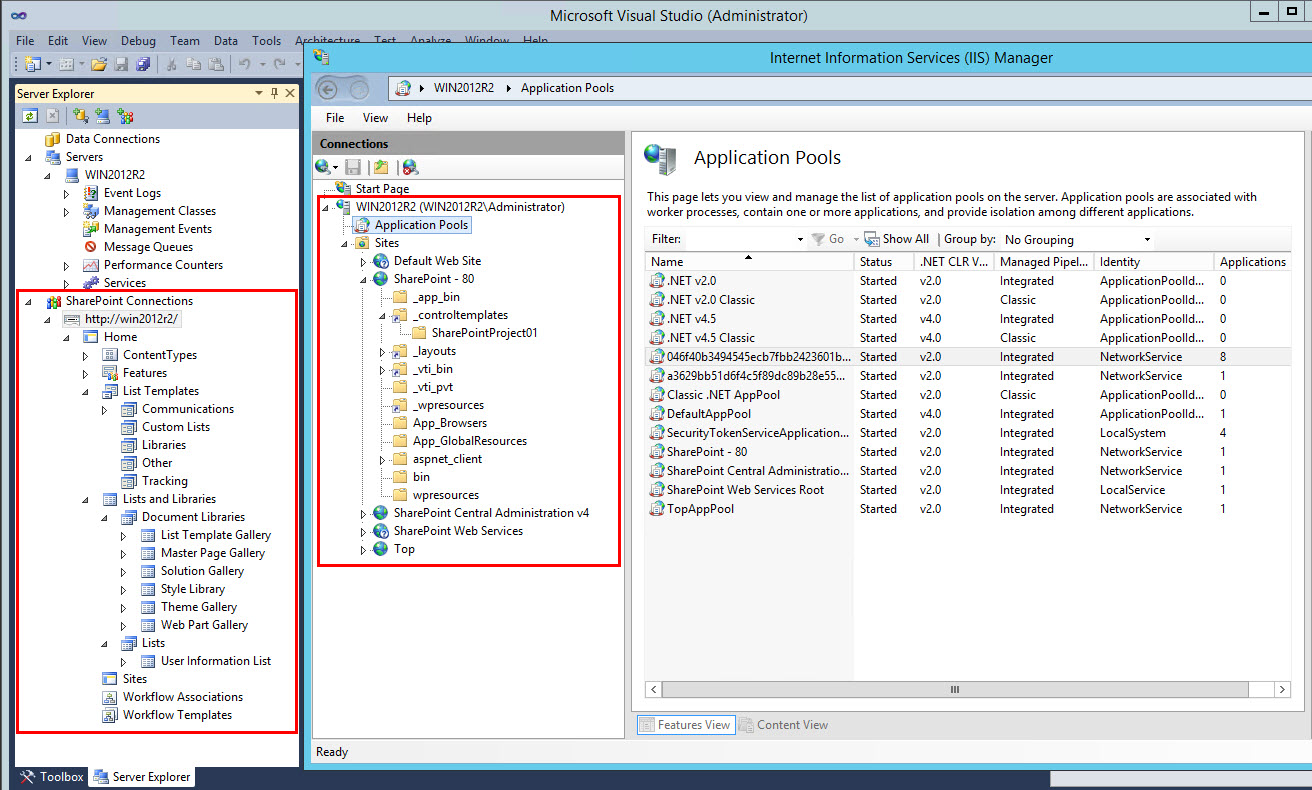 Microsoft Visual Studio (Administrator)
File Edit View Debug Team Data Tools Architecture Test Analyze Window Help
Server Explorer
Data Connections
Servers
WIN2012R2
Event Logs
Management Classes
Management Events
Message Queues
Performance Counters
Services
SharePoint Connections
http://win2012r2/
Home
ContentTypes
Features
List Templates
Communications
Custom Lists
Libraries
Other
Tracking
Lists and Libraries
Document Libraries
List Template Gallery
Master Page Gallery
Solution Gallery
Style Library
Theme Gallery
Web Part Gallery
Lists
User Information List
Sites
Workflow Associations
Workflow Templates
Toolbox Server Explorer
Internet Information Services (IIS) Manager
WIN2012R2 Application Pools
File View Help
Connections
Start Page
WIN2012R2 (WIN2012R2\Administrator)
Application Pools
Sites
Default Web Site
SharePoint - 80
_app_bin
_controltemplates
SharePointProject01
_layouts
_vti_bin
_vti_pvt
_wpresources
App_Browsers
App_GlobalResources
aspnet_client
bin
wpresources
SharePoint Central Administration v4
SharePoint Web Services
Top
Application Pools
This page lets you view and manage the list of application pools on the server. Application pools are associated with
worker processes, contain one or more applications, and provide isolation among different applications.
Filter: Go Show All Group by: No Grouping
Name Status .NET CLR V... Managed Pipel... Identity Applications
.NET v2.0 Started v2.0 Integrated ApplicationPoolId... 0
.NET v2.0 Classic Started v2.0 Classic ApplicationPoolId... 0
.NET v4.5 Started v4.0 Integrated ApplicationPoolId... 0
.NET v4.5 Classic Started v4.0 Classic ApplicationPoolId... 0
046f40b3494545ecb7fbb2423601b... Started v2.0 Integrated NetworkService 8
a3629bb51d6f4c5f89dc89b28e55... Started v2.0 Integrated NetworkService 1
Classic .NET AppPool Started v2.0 Classic ApplicationPoolId... 0
DefaultAppPool Started v4.0 Integrated ApplicationPoolId... 1
SecurityTokenServiceApplication... Started v2.0 Integrated LocalSystem 4
SharePoint - 80 Started v2.0 Integrated NetworkService 1
SharePoint Central Administratio... Started v2.0 Integrated NetworkService 1
SharePoint Web Services Root Started v2.0 Integrated LocalService 1
TopAppPool Started v2.0 Integrated NetworkService 1
Features View Content View
Ready